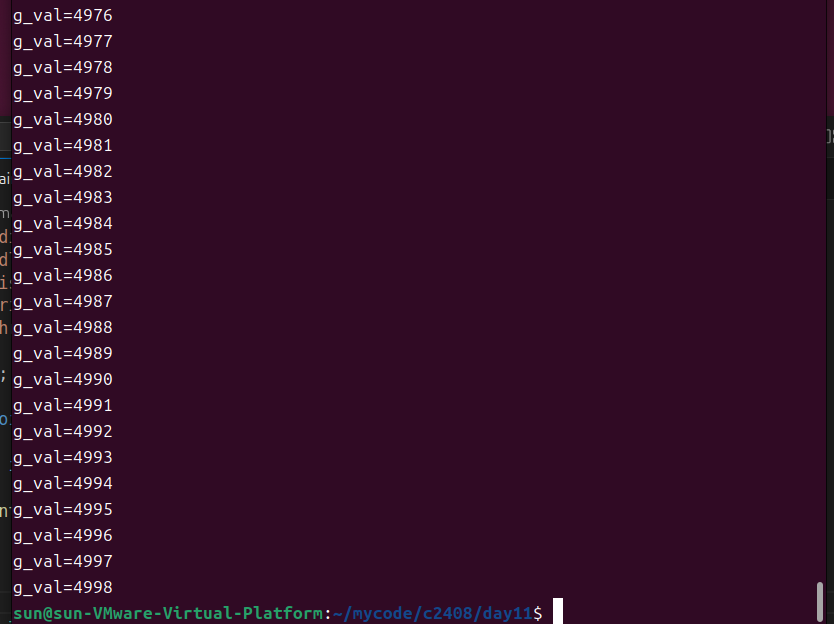 g_val=4976
g_val=4977
g_val=4978
g_val=4979
g_val=4980
g_val=4981
g_val=4982
g_val=4983
g_val=4984
g_val=4985
g_val=4986
g_val=4987
g_val=4988
g_val=4989
g_val=4990
g_val=4991
g_val=4992
g_val=4993
g_val=4994
g_val=4995
g_val=4996
g_val=4997
g_val=4998
sun@sun-VMware-Virtual-Platform:~/mycode/c2408/day11$